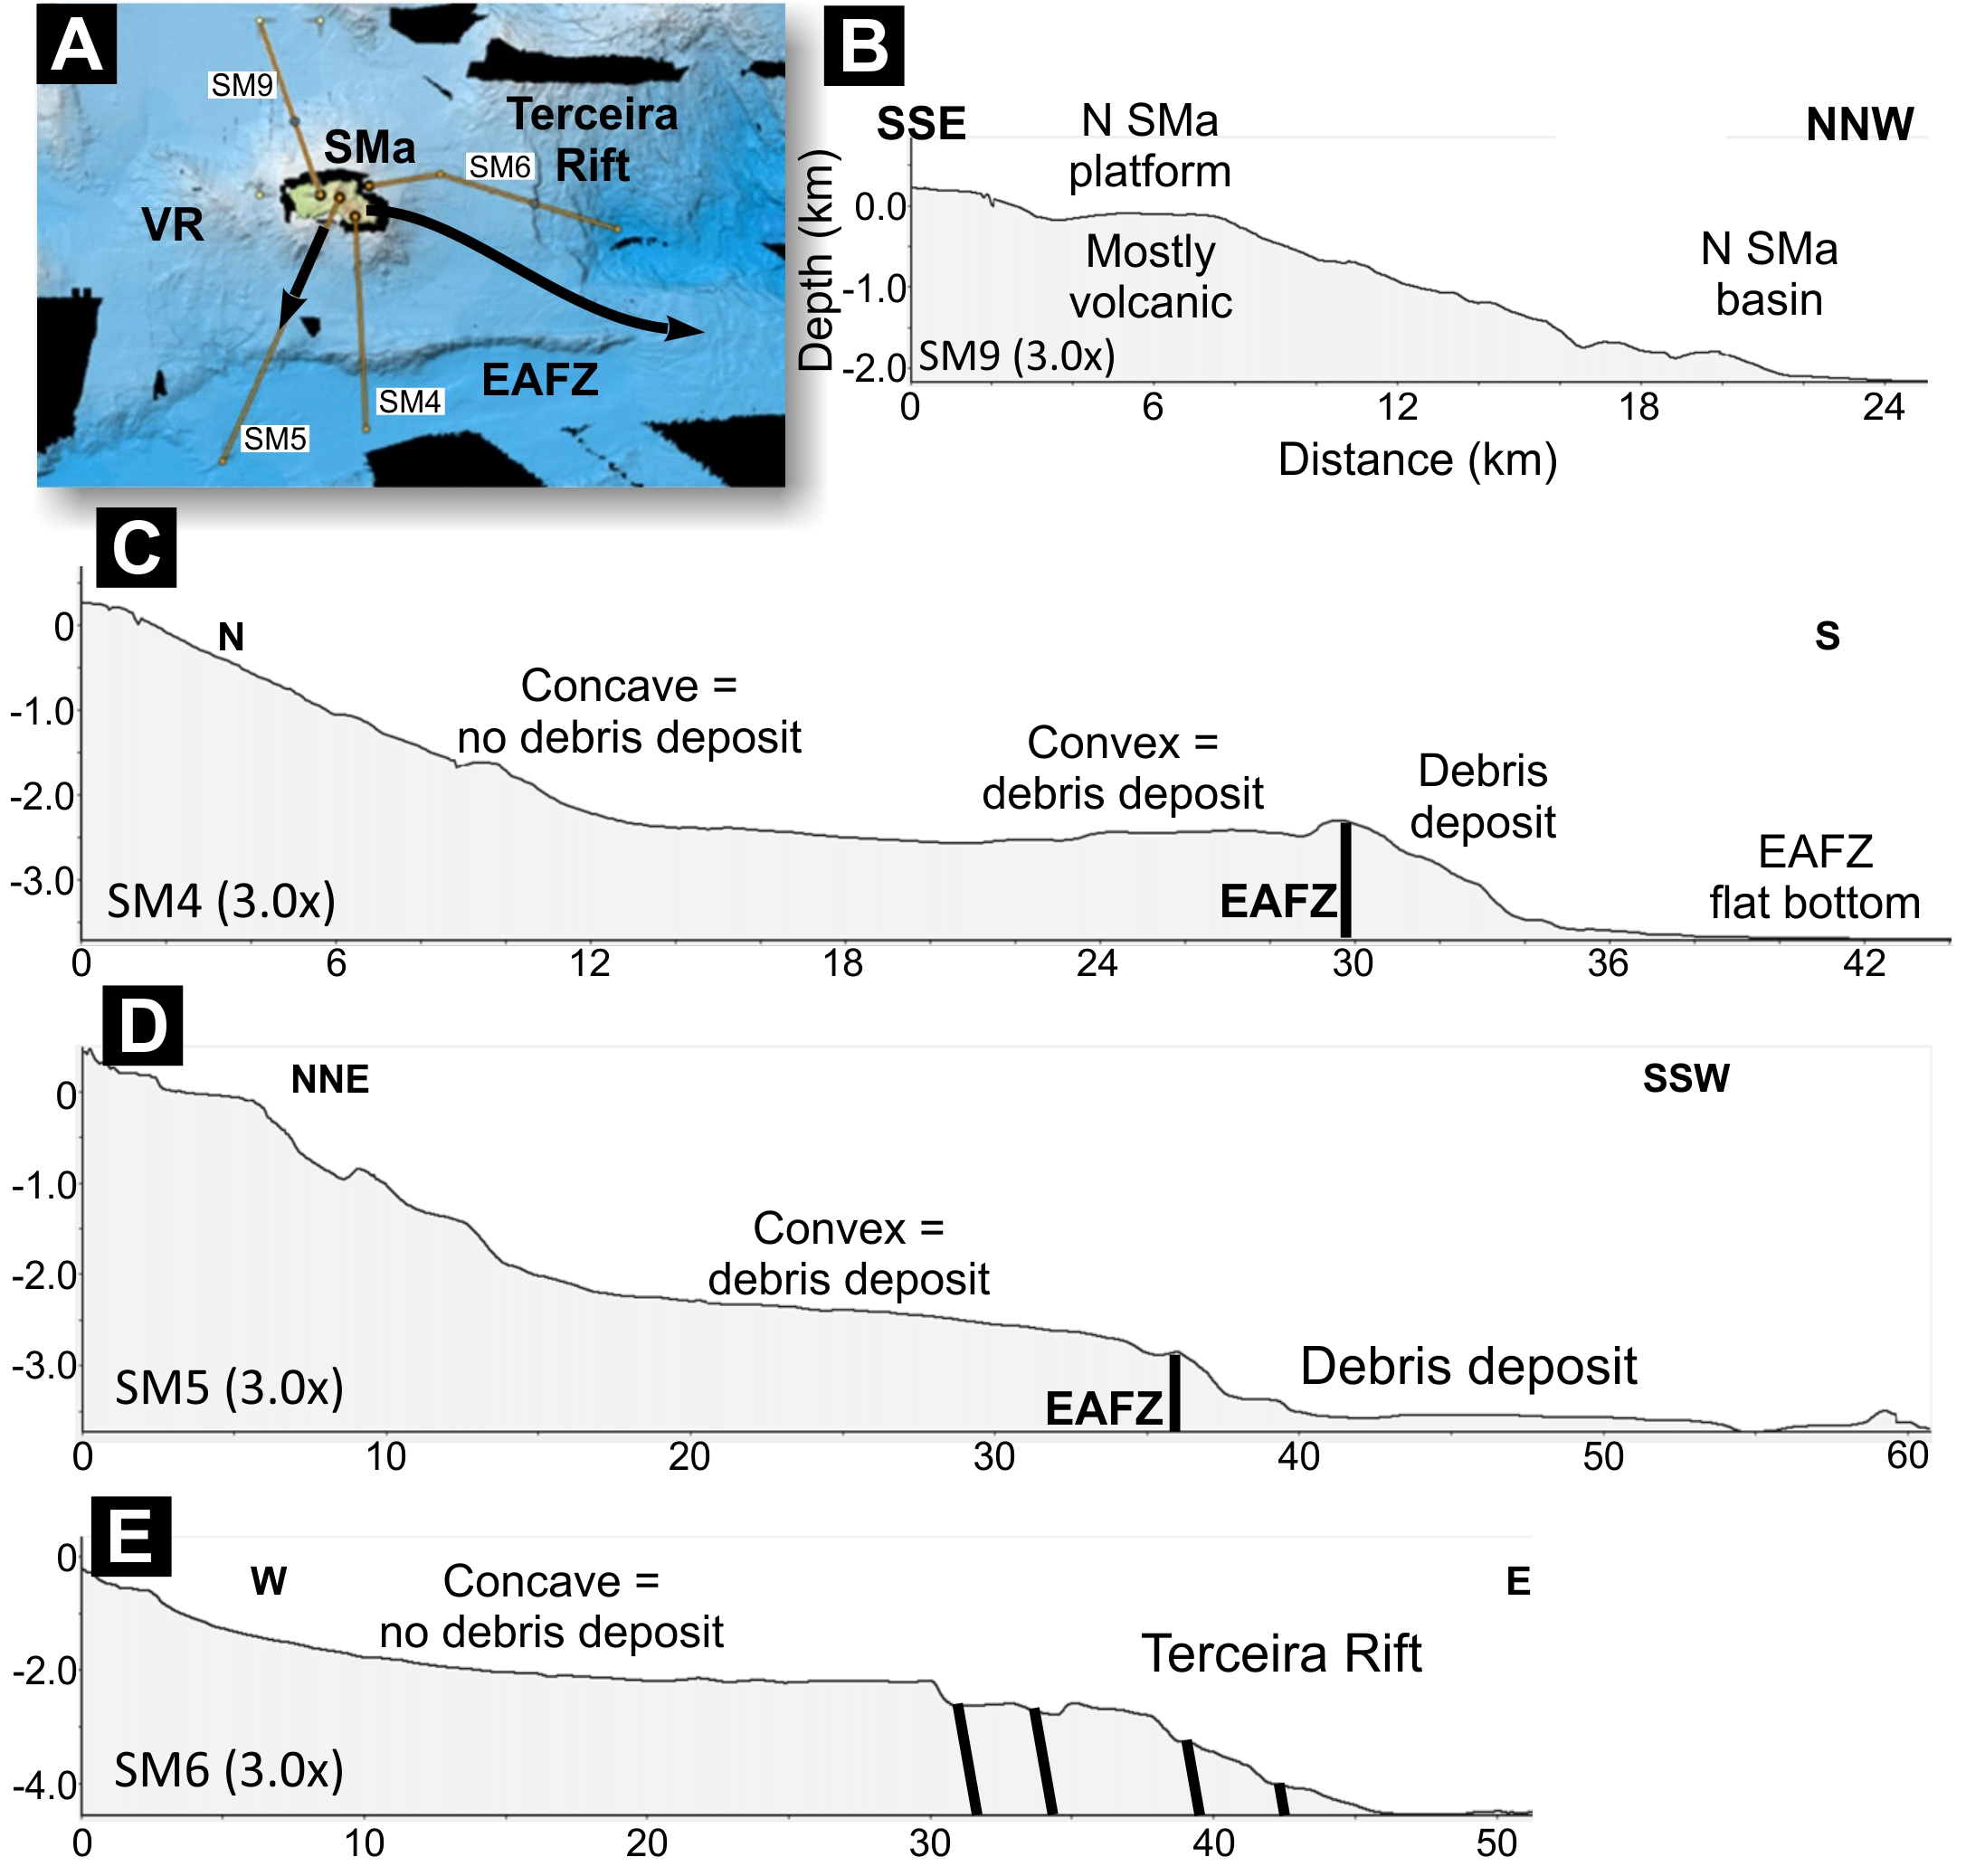 A
SM9
SMa
Terceira
Rift
SM6
VR
EAFZ
SM4
SM5
B
SSE
N SMa
platform
NNW
Depth (km)
0.0
-1.0
-2.0
Mostly
volcanic
N SMa
basin
SM9 (3.0x)
0
6
12
18
24
Distance (km)
C
0
-1.0
-2.0
-3.0
N
S
Concave =
no debris deposit
Convex =
debris deposit
Debris
deposit
EAFZ
flat bottom
SM4 (3.0x)
EAFZ
0
6
12
18
24
30
36
42
D
0
-1.0
-2.0
-3.0
NNE
SSW
Convex =
debris deposit
Debris deposit
SM5 (3.0x)
EAFZ
0
10
20
30
40
50
60
E
0
-2.0
-4.0
W
E
Concave =
no debris deposit
Terceira Rift
SM6 (3.0x)
0
10
20
30
40
50